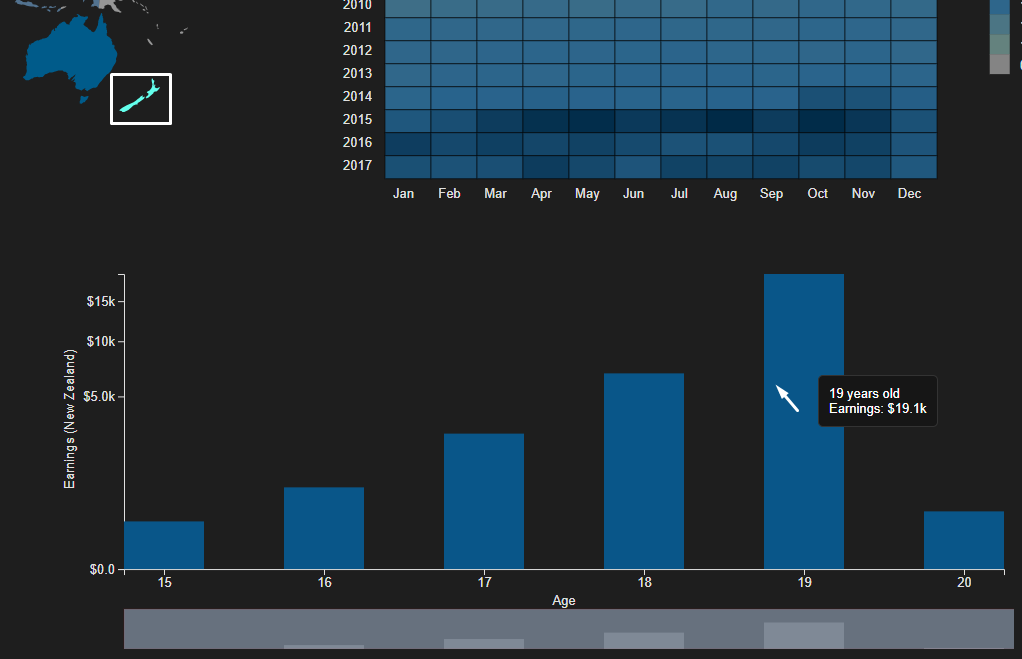 2010
2011
2012
2013
2014
2015
2016
2017
Jan Feb Mar Apr May Jun Jul Aug Sep Oct Nov Dec
$15k
$10k
$5.0k
$0.0
Earnings (New Zealand)
19 years old
Earnings: $19.1k
15 16 17 18 19 20
Age